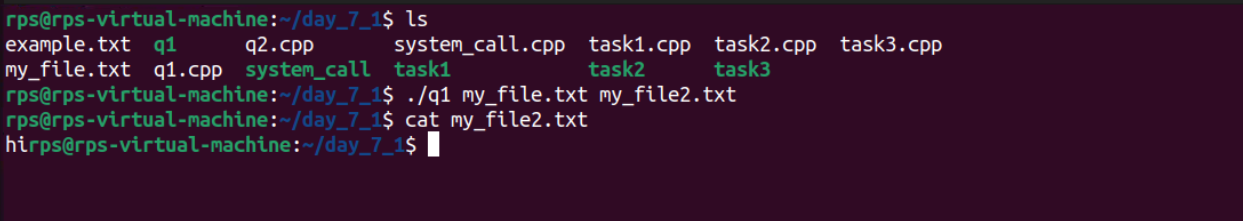 rps@rps-virtual-machine:~/day_7_1$ ls
example.txt  q1      q2.cpp       system_call.cpp  task1.cpp  task2.cpp  task3.cpp
my_file.txt  q1.cpp  system_call  task1            task2      task3
rps@rps-virtual-machine:~/day_7_1$ ./q1 my_file.txt my_file2.txt
rps@rps-virtual-machine:~/day_7_1$ cat my_file2.txt
hirps@rps-virtual-machine:~/day_7_1$